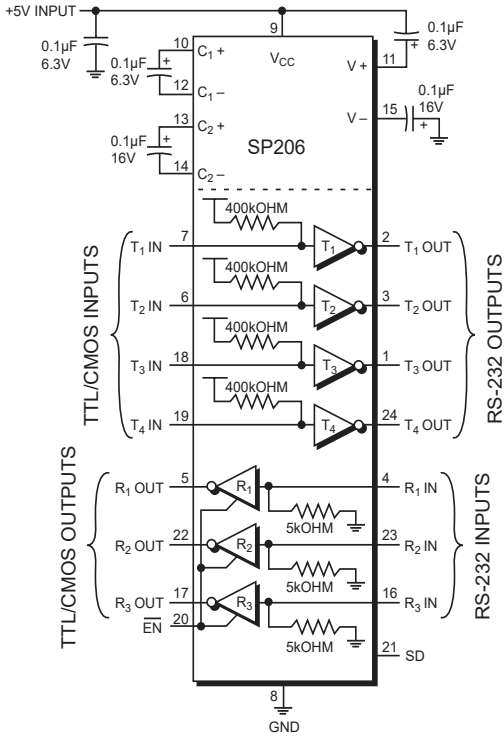 +5V INPUT
0.1µF
6.3V
10
C1 +
0.1µF
6.3V
12
C1 –
13
C2 +
0.1µF
16V
14
C2 –
9
VCC
0.1µF
6.3V
V +
11
0.1µF
16V
V –
15
SP206
TTL/CMOS INPUTS
400kOHM
T1 IN
7
T1
2
T1 OUT
400kOHM
T2 IN
6
T2
3
T2 OUT
400kOHM
T3 IN
18
T3
1
T3 OUT
400kOHM
T4 IN
19
T4
24
T4 OUT
RS-232 OUTPUTS
TTL/CMOS OUTPUTS
R1 OUT
5
R1
4
R1 IN
5kOHM
R2 OUT
22
R2
23
R2 IN
5kOHM
R3 OUT
17
R3
16
R3 IN
5kOHM
RS-232 INPUTS
E̅N̅
20
21
SD
8
GND